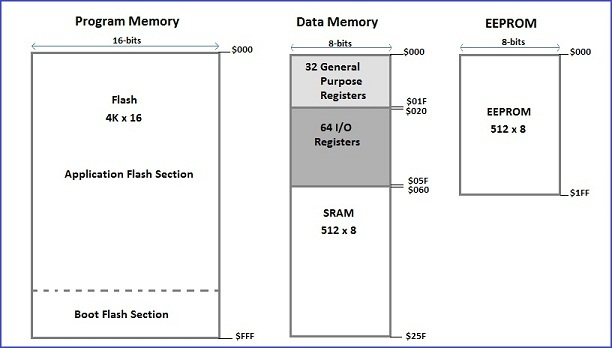 Program Memory
16-bits
$000
Flash
4K x 16
Application Flash Section
Boot Flash Section
$FFF
Data Memory
8-bits
$000
32 General
Purpose
Registers
$01F
$020
64 I/O
Registers
$05F
$060
SRAM
512 x 8
$25F
EEPROM
8-bits
$000
EEPROM
512 x 8
$1FF